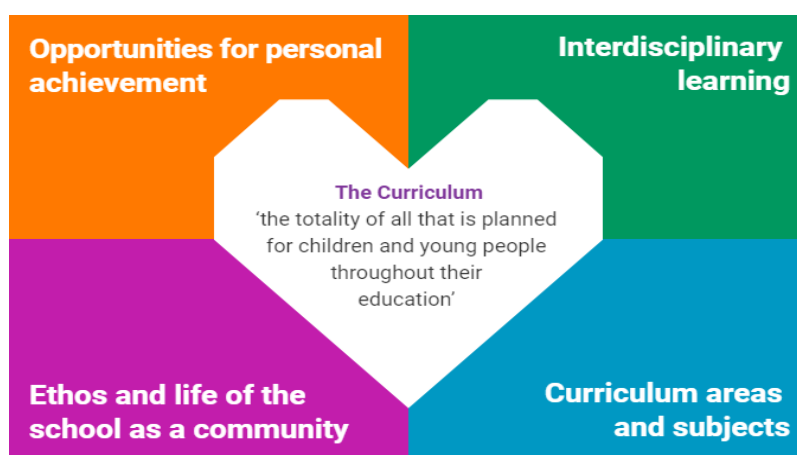 Opportunities for personal
achievement
Interdisciplinary
learning
The Curriculum
‘the totality of all that is planned
for children and young people
throughout their
education’
Ethos and life of the
school as a community
Curriculum areas
and subjects